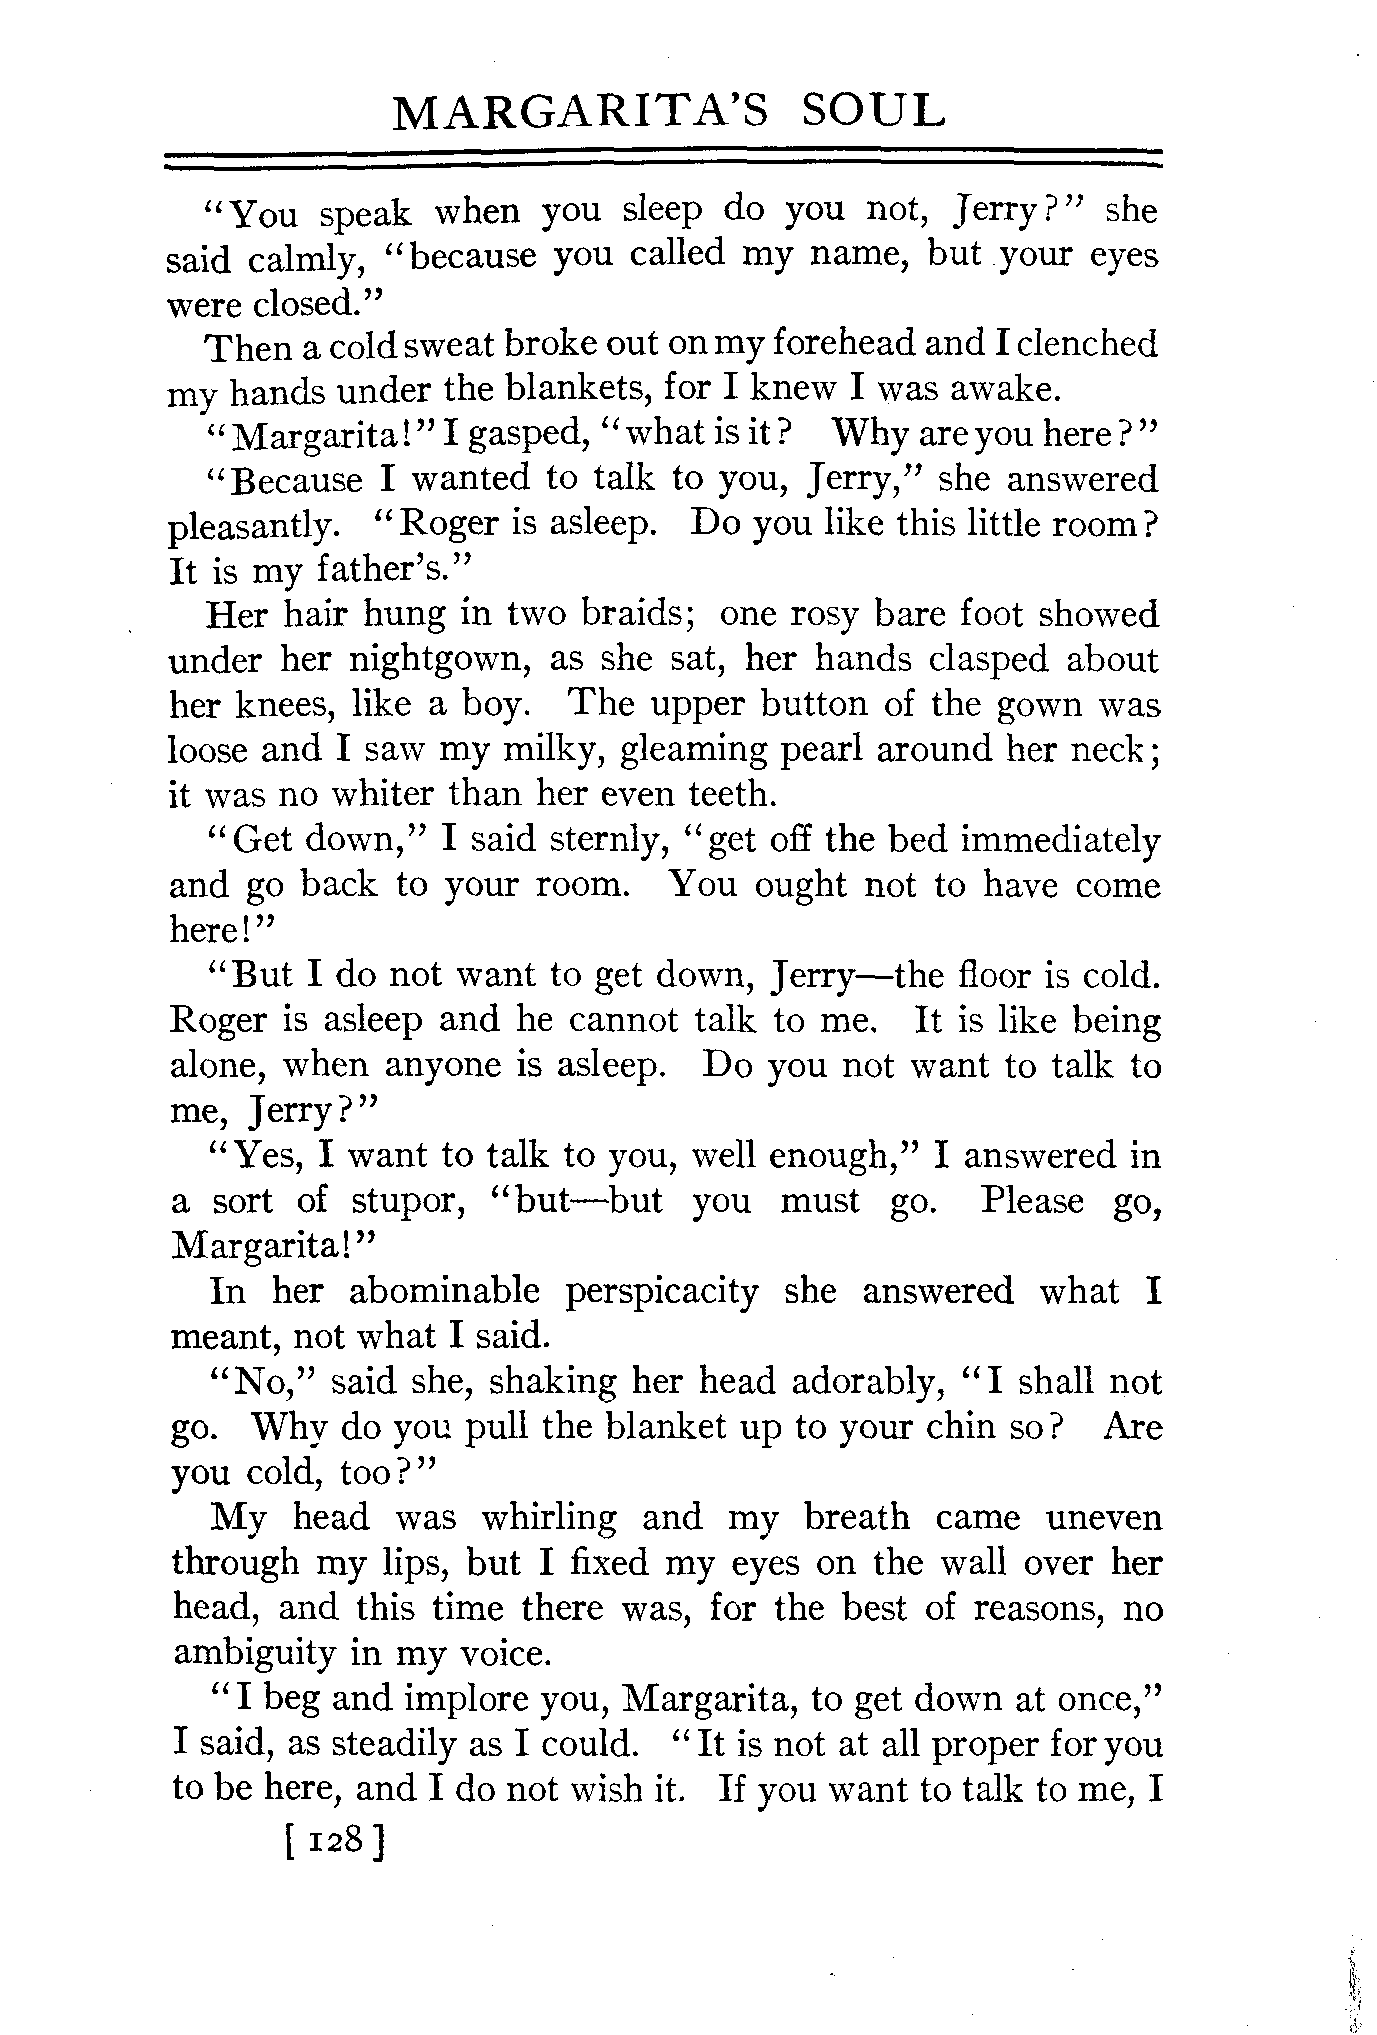 MARGARITA'S SOUL
"You speak when you sleep do you not, Jerry?" she
said calmly, "because you called my name, but your eyes
were closed."
Then a cold sweat broke out on my forehead and I clenched
my hands under the blankets, for I knew I was awake.
"Margarita!" I gasped, "what is it? Why are you here?"
"Because I wanted to talk to you, Jerry," she answered
pleasantly. "Roger is asleep. Do you like this little room?
It is my father's."
Her hair hung in two braids; one rosy bare foot showed
under her nightgown, as she sat, her hands clasped about
her knees, like a boy. The upper button of the gown was
loose and I saw my milky, gleaming pearl around her neck;
it was no whiter than her even teeth.
"Get down," I said sternly, "get off the bed immediately
and go back to your room. You ought not to have come
here!"
"But I do not want to get down, Jerry—the floor is cold.
Roger is asleep and he cannot talk to me. It is like being
alone, when anyone is asleep. Do you not want to talk to
me, Jerry?"
"Yes, I want to talk to you, well enough," I answered in
a sort of stupor, "but—but you must go. Please go,
Margarita!"
In her abominable perspicacity she answered what I
meant, not what I said.
"No," said she, shaking her head adorably, "I shall not
go. Why do you pull the blanket up to your chin so? Are
you cold, too?"
My head was whirling and my breath came uneven
through my lips, but I fixed my eyes on the wall over her
head, and this time there was, for the best of reasons, no
ambiguity in my voice.
"I beg and implore you, Margarita, to get down at once,"
I said, as steadily as I could. "It is not at all proper for you
to be here, and I do not wish it. If you want to talk to me, I
[ 128 ]